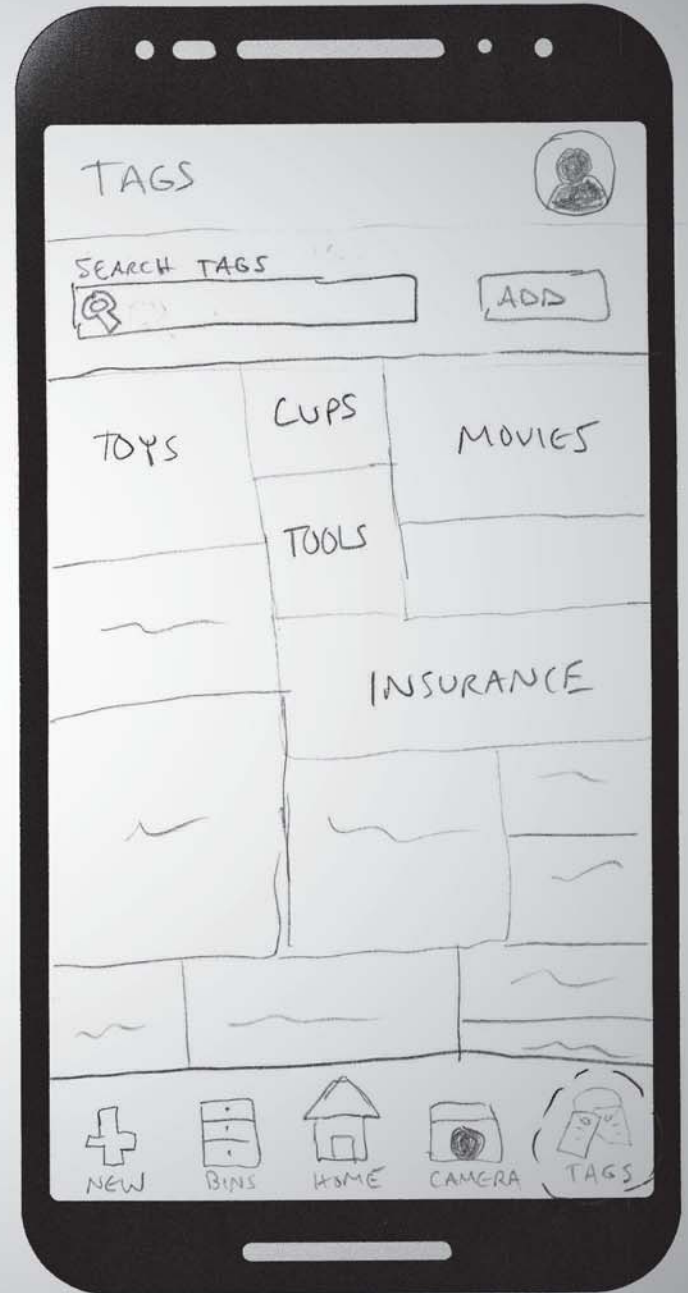 TAGS
SEARCH TAGS
ADD
TOYS
CUPS
MOVIES
TOOLS
INSURANCE
NEW
BINS
HOME
CAMERA
TAGS